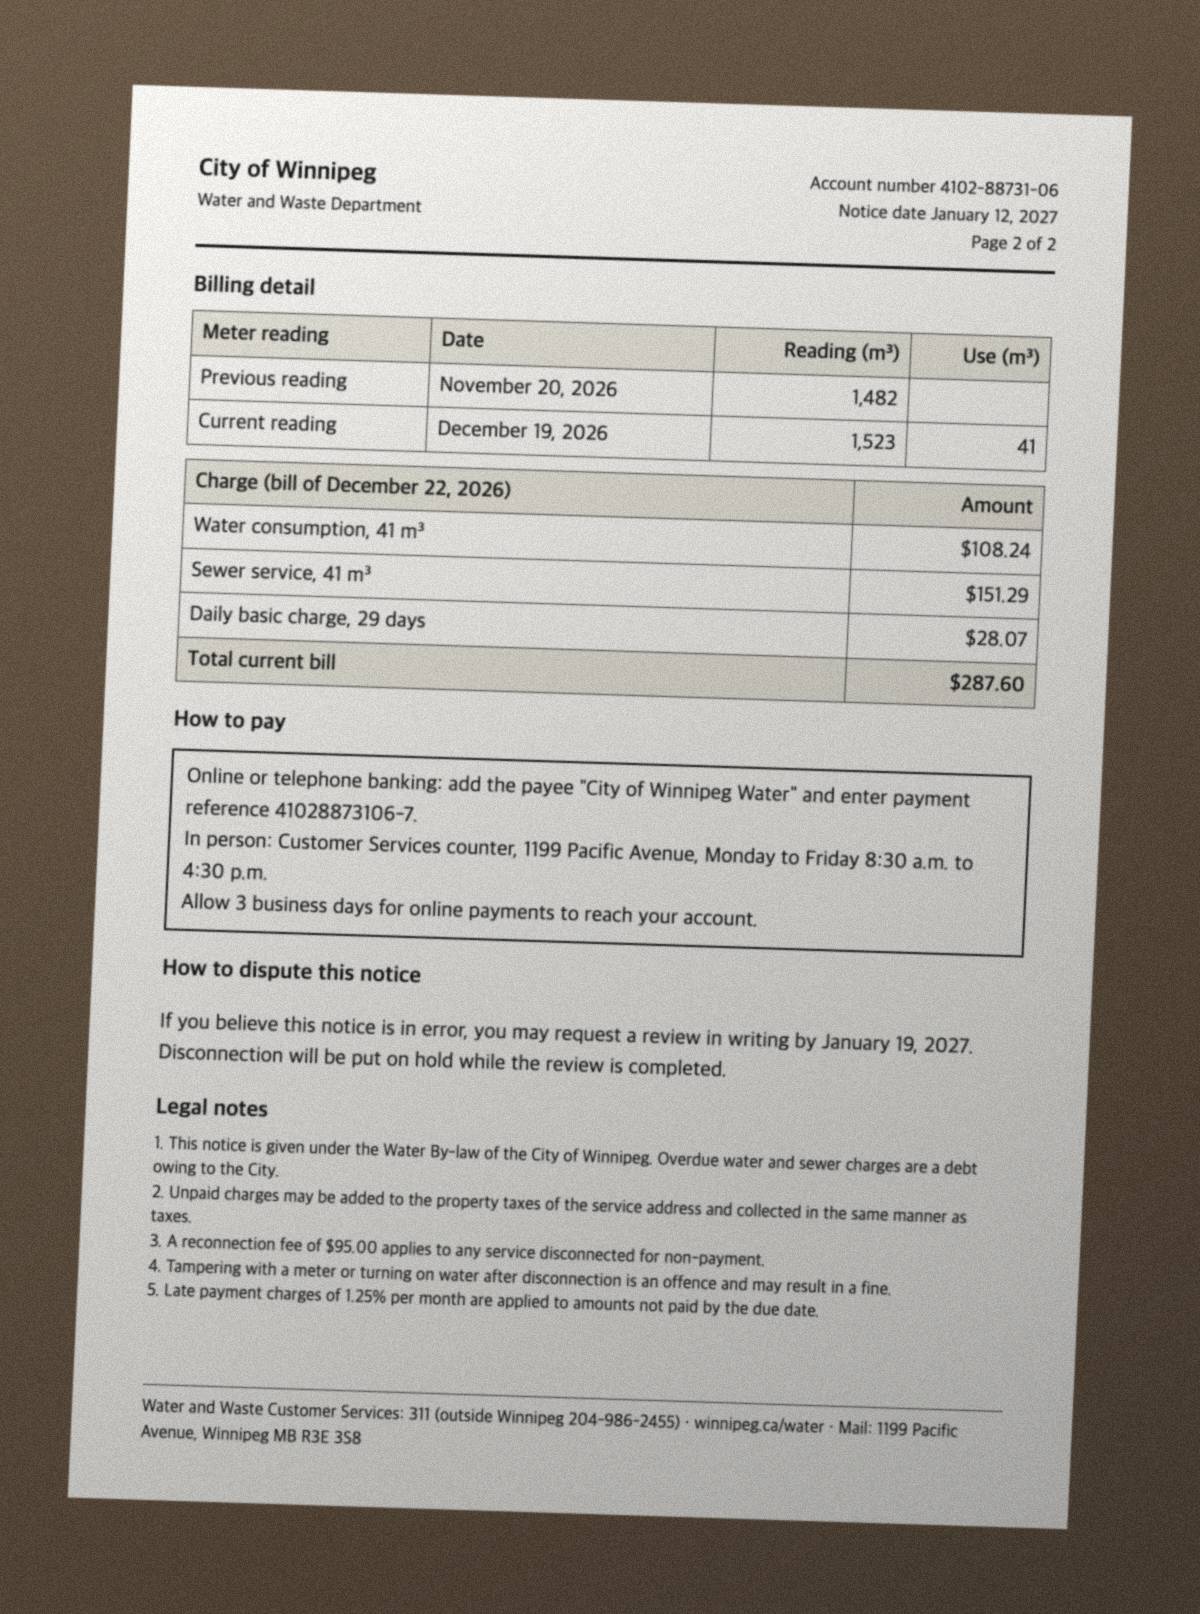 City of Winnipeg
Water and Waste Department
Account number 4102-88731-06
Notice date January 12, 2027
Page 2 of 2
Billing detail
Meter reading Date Reading (m³) Use (m³)
Previous reading November 20, 2026 1,482
Current reading December 19, 2026 1,523 41
Charge (bill of December 22, 2026) Amount
Water consumption, 41 m³ $108.24
Sewer service, 41 m³ $151.29
Daily basic charge, 29 days $28.07
Total current bill $287.60
How to pay
Online or telephone banking: add the payee "City of Winnipeg Water" and enter payment
reference 41028873106-7.
In person: Customer Services counter, 1199 Pacific Avenue, Monday to Friday 8:30 a.m. to
4:30 p.m.
Allow 3 business days for online payments to reach your account.
How to dispute this notice
If you believe this notice is in error, you may request a review in writing by January 19, 2027.
Disconnection will be put on hold while the review is completed.
Legal notes
1. This notice is given under the Water By-law of the City of Winnipeg. Overdue water and sewer charges are a debt
owing to the City.
2. Unpaid charges may be added to the property taxes of the service address and collected in the same manner as
taxes.
3. A reconnection fee of $95.00 applies to any service disconnected for non-payment.
4. Tampering with a meter or turning on water after disconnection is an offence and may result in a fine.
5. Late payment charges of 1.25% per month are applied to amounts not paid by the due date.
Water and Waste Customer Services: 311 (outside Winnipeg 204-986-2455) · winnipeg.ca/water · Mail: 1199 Pacific
Avenue, Winnipeg MB R3E 3S8